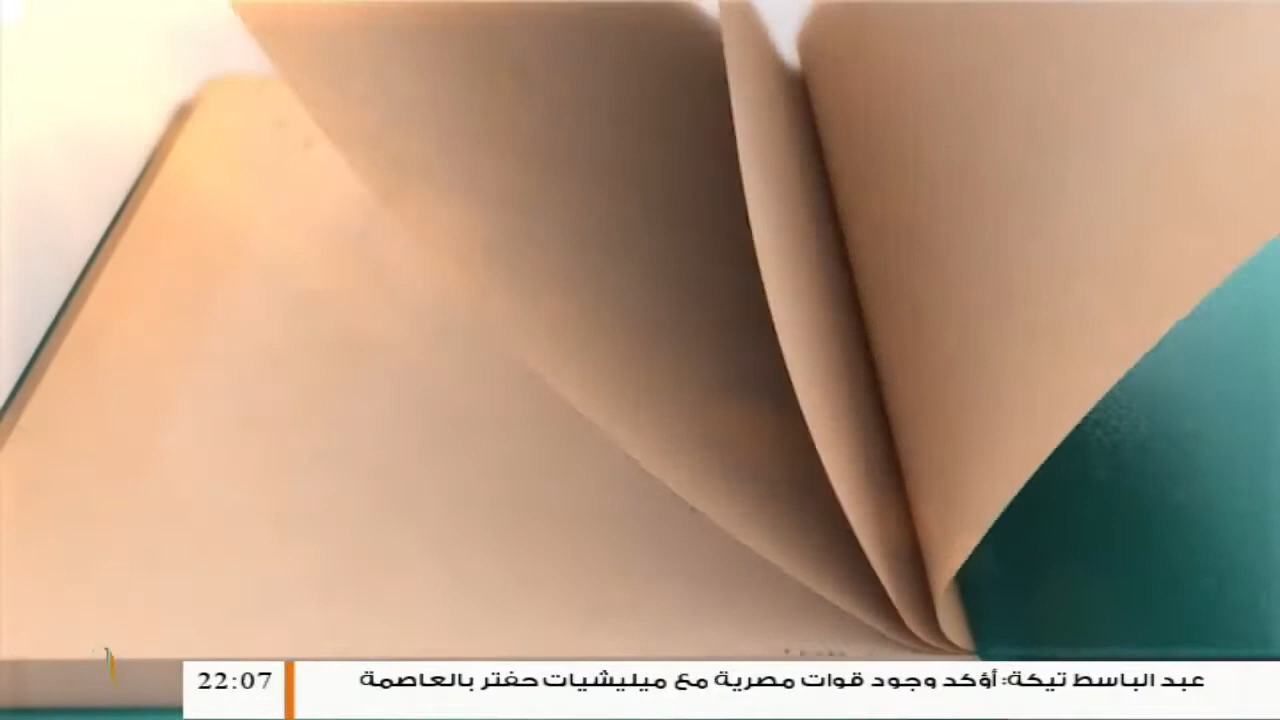 عبد الباسط تيكة: أؤكد وجود قوات مصرية مع ميليشيات حفتر بالعاصمة
22:07